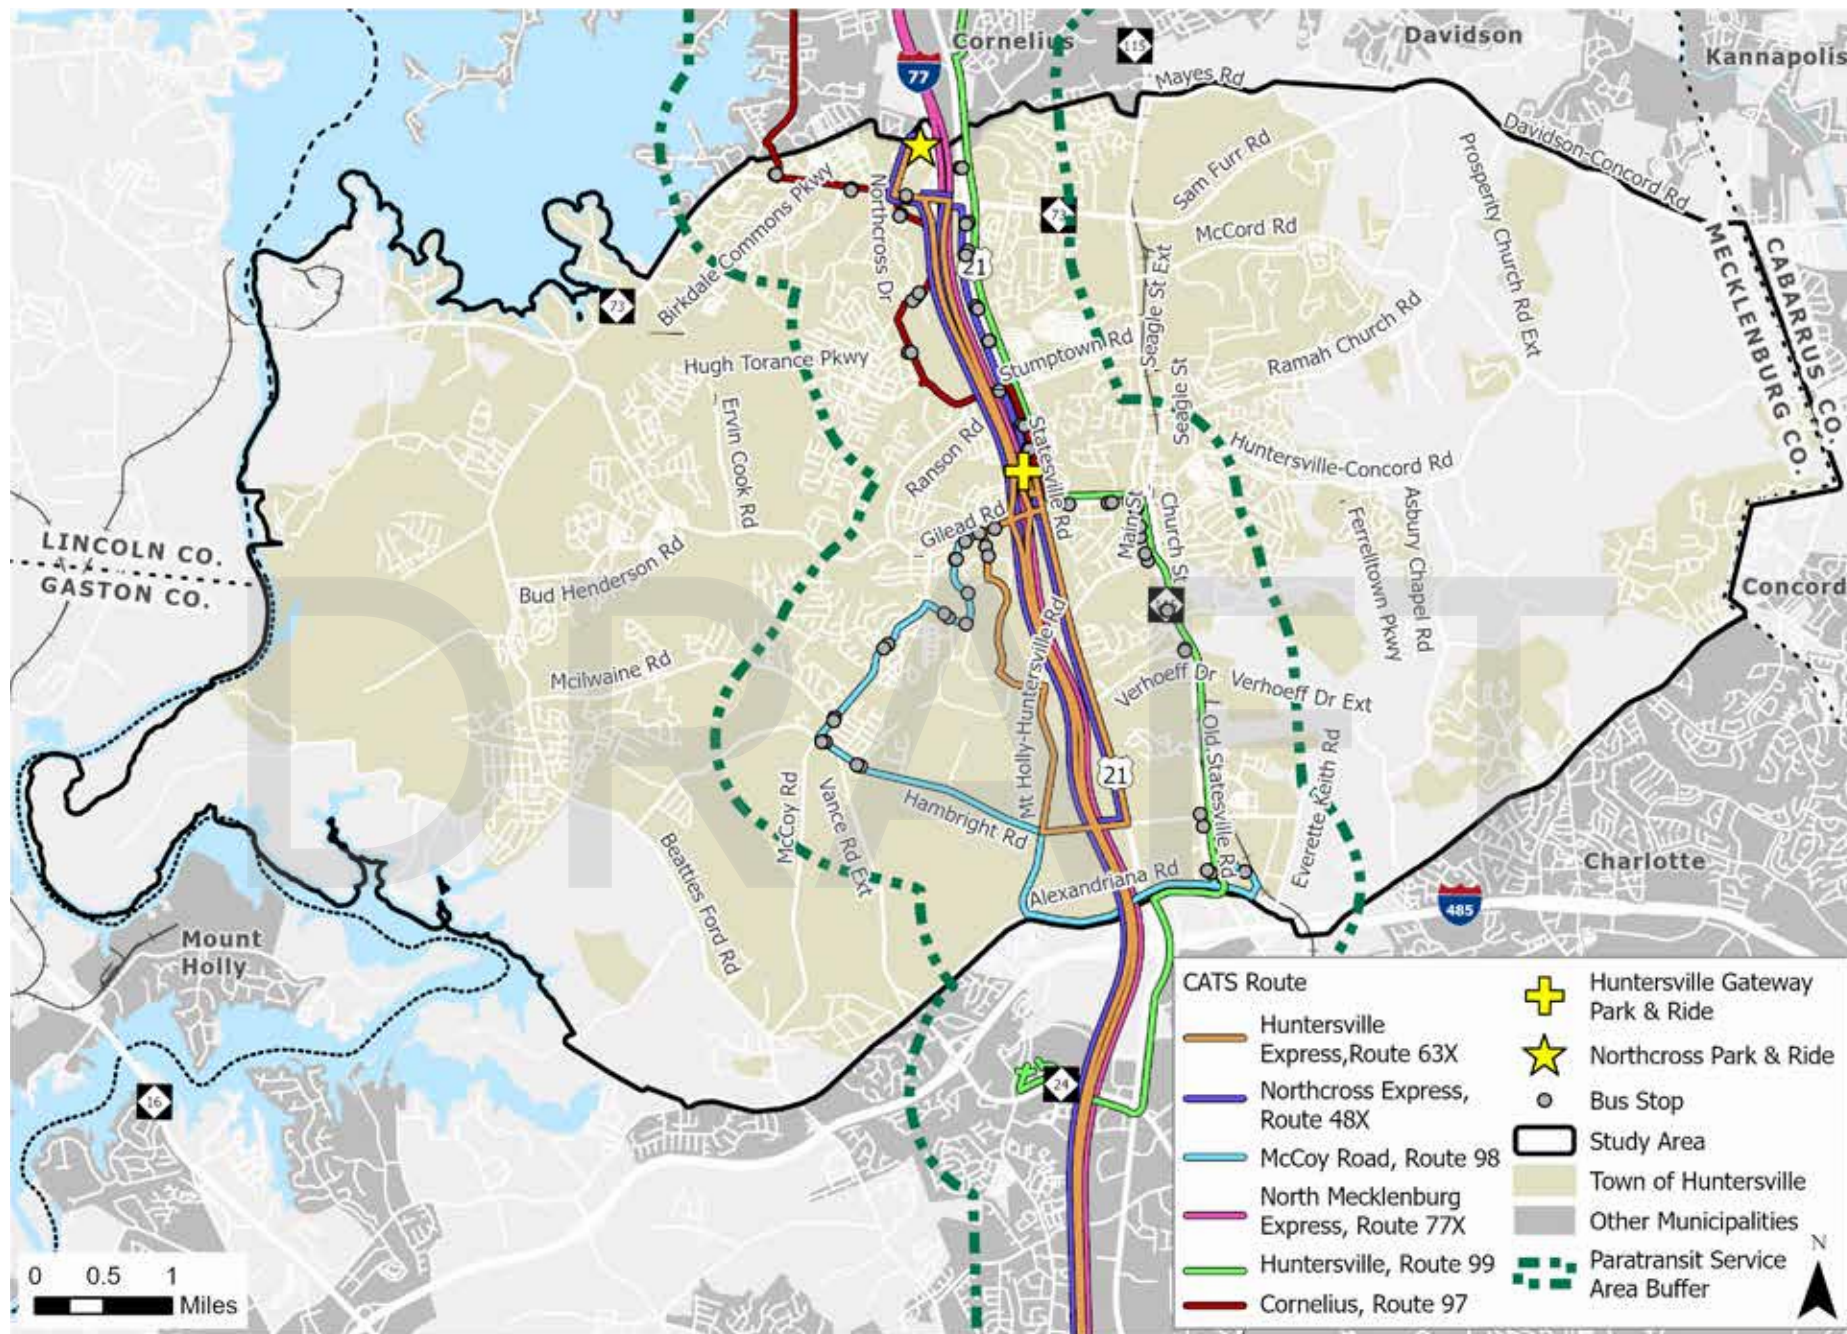 Cornelius
115
Davidson
Kannapolis
77
Mayes Rd
Davidson-Concord Rd
Sam Furr Rd
Prosperity Church Rd Ext
73
McCord Rd
Northcross Dr
Birkdale Commons Pkwy
21
Seagle St Ext
CABARRUS CO.
MECKLENBURG CO.
73
Ramah Church Rd
Stumptown Rd
Hugh Torance Pkwy
Seagle St
Ervin Cook Rd
Statesville Rd
Ranson Rd
Huntersville-Concord Rd
Asbury Chapel Rd
Ferrelltown Pkwy
Main St
Church St
Gilead Rd
LINCOLN CO.
GASTON CO.
Bud Henderson Rd
Concord
Mt Holly-Huntersville Rd
Mcilwaine Rd
Verhoeff Dr
Verhoeff Dr Ext
DRAFT
Old Statesville Rd
21
Everette Keith Rd
McCoy Rd
Vance Rd Ext
Hambright Rd
Beatties Ford Rd
Alexandriana Rd
Charlotte
485
Mount
Holly
16
24
CATS Route
Huntersville
Express,Route 63X
Northcross Express,
Route 48X
McCoy Road, Route 98
North Mecklenburg
Express, Route 77X
Huntersville, Route 99
Cornelius, Route 97
Huntersville Gateway
Park & Ride
Northcross Park & Ride
Bus Stop
Study Area
Town of Huntersville
Other Municipalities
Paratransit Service
Area Buffer
N
0 0.5 1
Miles